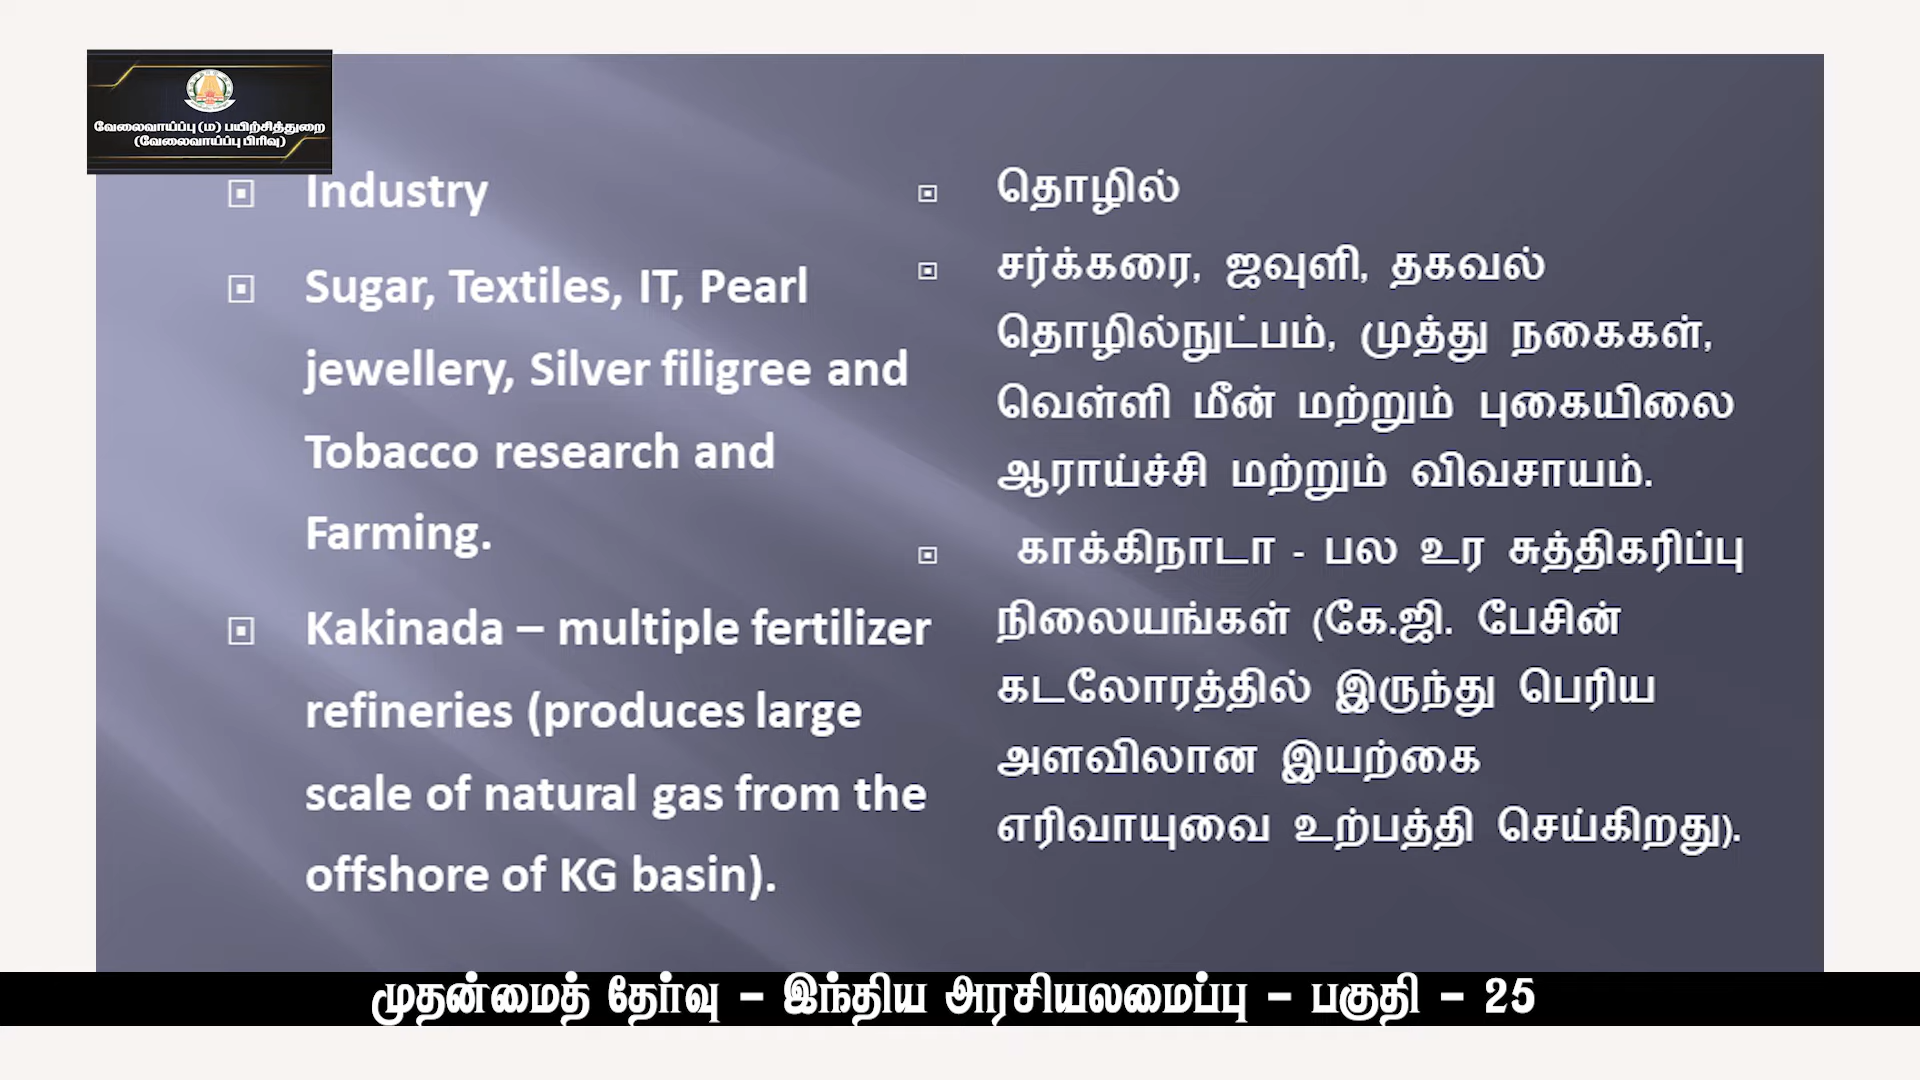 வேலைவாய்ப்பு (ம) பயிற்சித்துறை
(வேலைவாய்ப்பு பிரிவு)
Industry
Sugar, Textiles, IT, Pearl
jewellery, Silver filigree and
Tobacco research and
Farming.
Kakinada – multiple fertilizer
refineries (produces large
scale of natural gas from the
offshore of KG basin).
தொழில்
சர்க்கரை, ஜவுளி, தகவல்
தொழில்நுட்பம், முத்து நகைகள்,
வெள்ளி மீன் மற்றும் புகையிலை
ஆராய்ச்சி மற்றும் விவசாயம்.
காக்கிநாடா - பல உர சுத்திகரிப்பு
நிலையங்கள் (கே.ஜி. பேசின்
கடலோரத்தில் இருந்து பெரிய
அளவிலான இயற்கை
எரிவாயுவை உற்பத்தி செய்கிறது).
முதன்மைத் தேர்வு – இந்திய அரசியலமைப்பு – பகுதி – 25